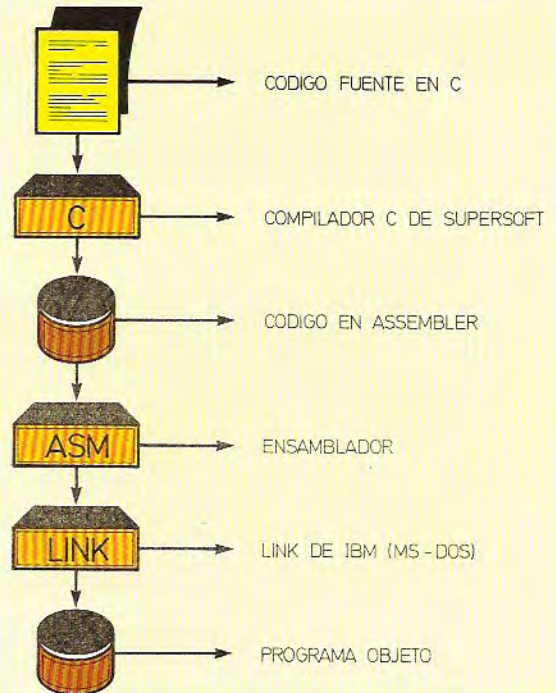 CODIGO FUENTE EN C
C
COMPILADOR C DE SUPERSOFT
CODIGO EN ASSEMBLER
ASM
ENSAMBLADOR
LINK
LINK DE IBM (MS-DOS)
PROGRAMA OBJETO